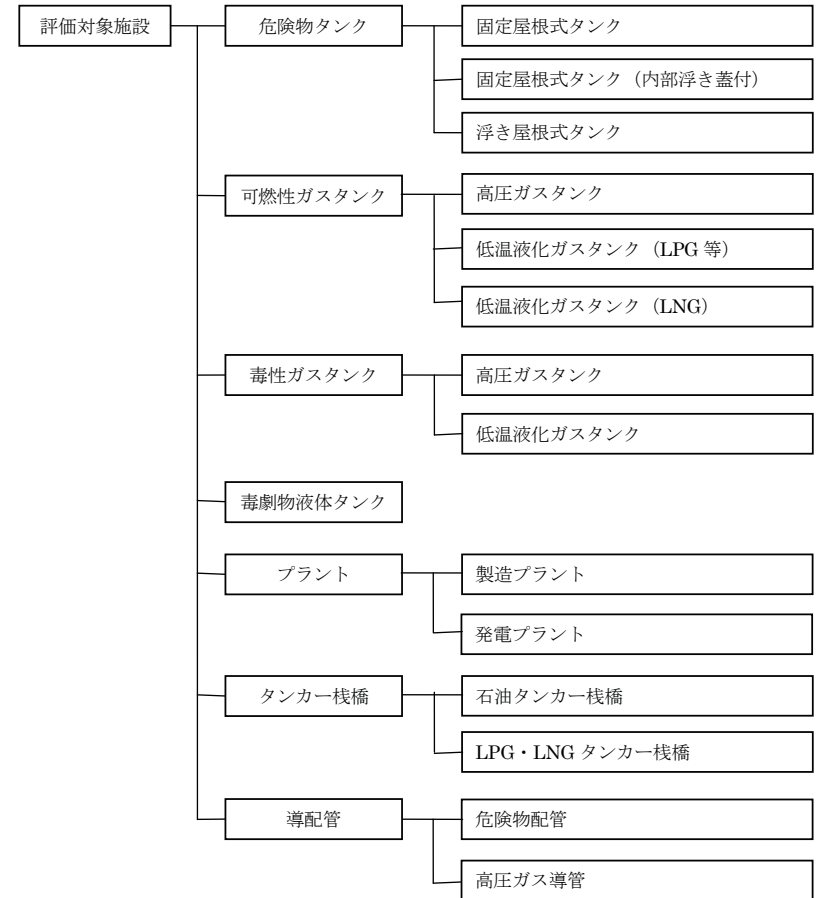 評価対象施設
危険物タンク
固定屋根式タンク
固定屋根式タンク（内部浮き蓋付）
浮き屋根式タンク
可燃性ガスタンク
高圧ガスタンク
低温液化ガスタンク（LPG 等）
低温液化ガスタンク（LNG）
毒性ガスタンク
高圧ガスタンク
低温液化ガスタンク
毒劇物液体タンク
プラント
製造プラント
発電プラント
タンカー桟橋
石油タンカー桟橋
LPG・LNG タンカー桟橋
導配管
危険物配管
高圧ガス導管